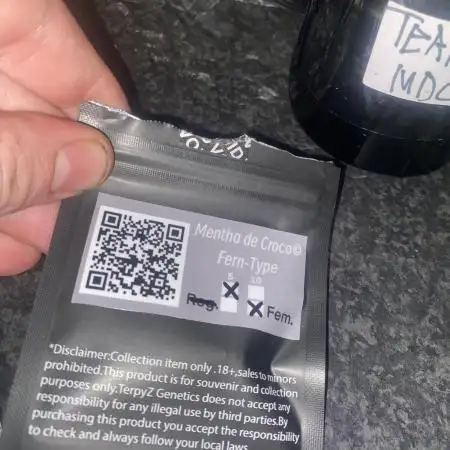 TEA
MDC
Mentha de Croco©
Fern-Type
5 10
Reg. Fem.
*Disclaimer:Collection item only .18+,sales to minors
prohibited.This product is for souvenir and collection
purposes only.TerpyZ Genetics does not accept any
responsibility for any illegal use by third parties.By
purchasing this product you accept the responsibility
to check and always follow your local laws.